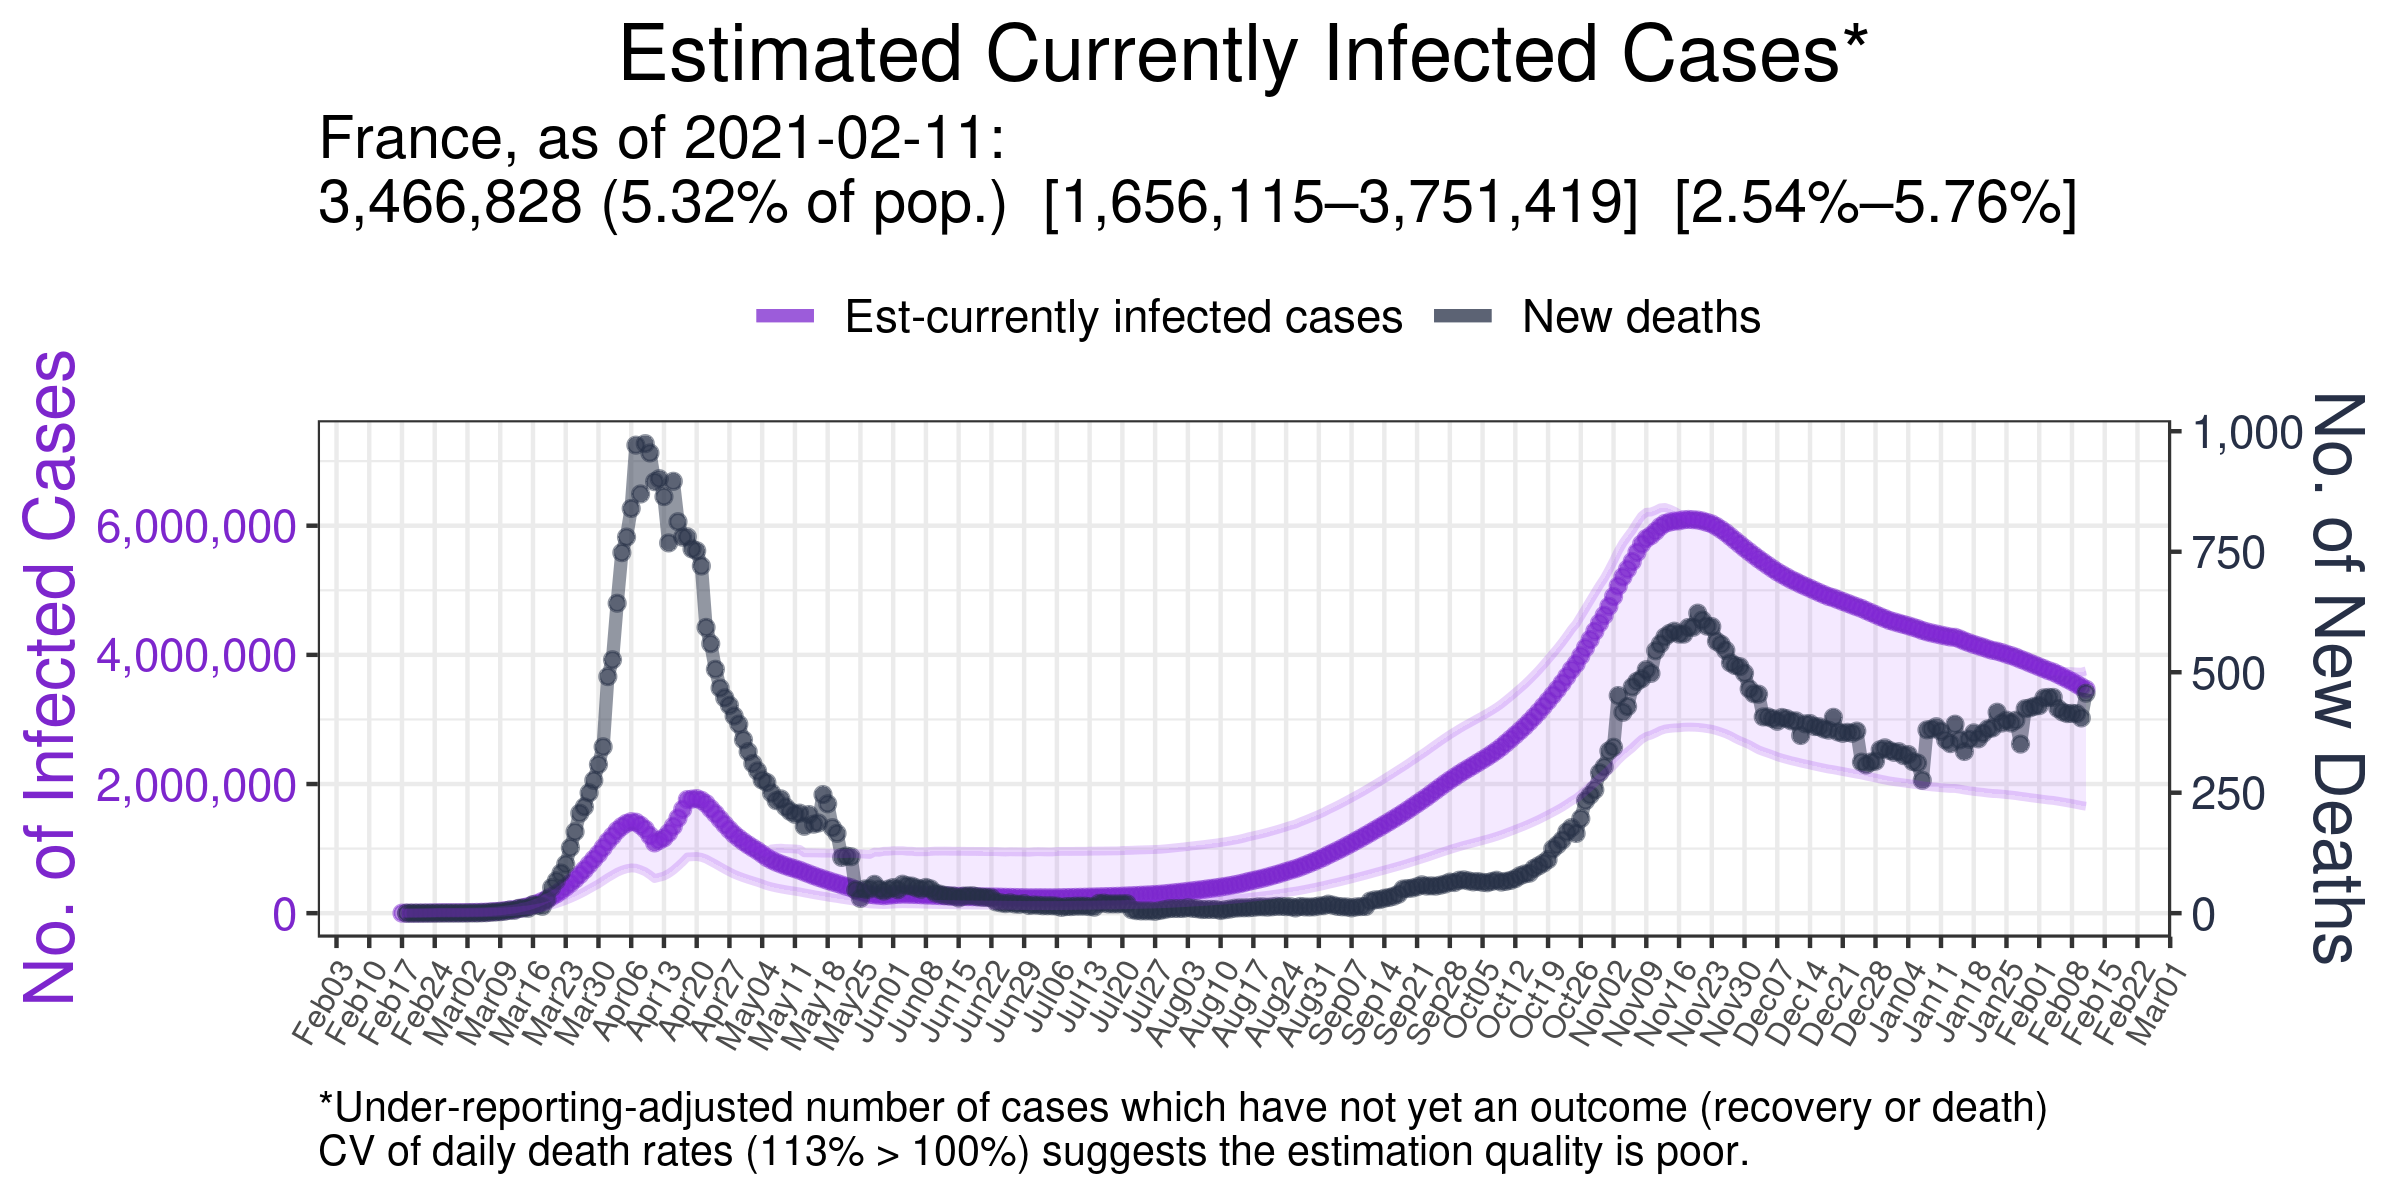 Estimated Currently Infected Cases*
France, as of 2021-02-11:
3,466,828 (5.32% of pop.) [1,656,115–3,751,419] [2.54%–5.76%]
Est-currently infected cases
New deaths
No. of Infected Cases
6,000,000
4,000,000
2,000,000
0
1,000
750
500
250
0
No. of New Deaths
Feb03
Feb10
Feb17
Feb24
Mar02
Mar09
Mar16
Mar23
Mar30
Apr06
Apr13
Apr20
Apr27
May04
May11
May18
May25
Jun01
Jun08
Jun15
Jun22
Jun29
Jul06
Jul13
Jul20
Jul27
Aug03
Aug10
Aug17
Aug24
Aug31
Sep07
Sep14
Sep21
Sep28
Oct05
Oct12
Oct19
Oct26
Nov02
Nov09
Nov16
Nov23
Nov30
Dec07
Dec14
Dec21
Dec28
Jan04
Jan11
Jan18
Jan25
Feb01
Feb08
Feb15
Feb22
Mar01
*Under-reporting-adjusted number of cases which have not yet an outcome (recovery or death)
CV of daily death rates (113% > 100%) suggests the estimation quality is poor.